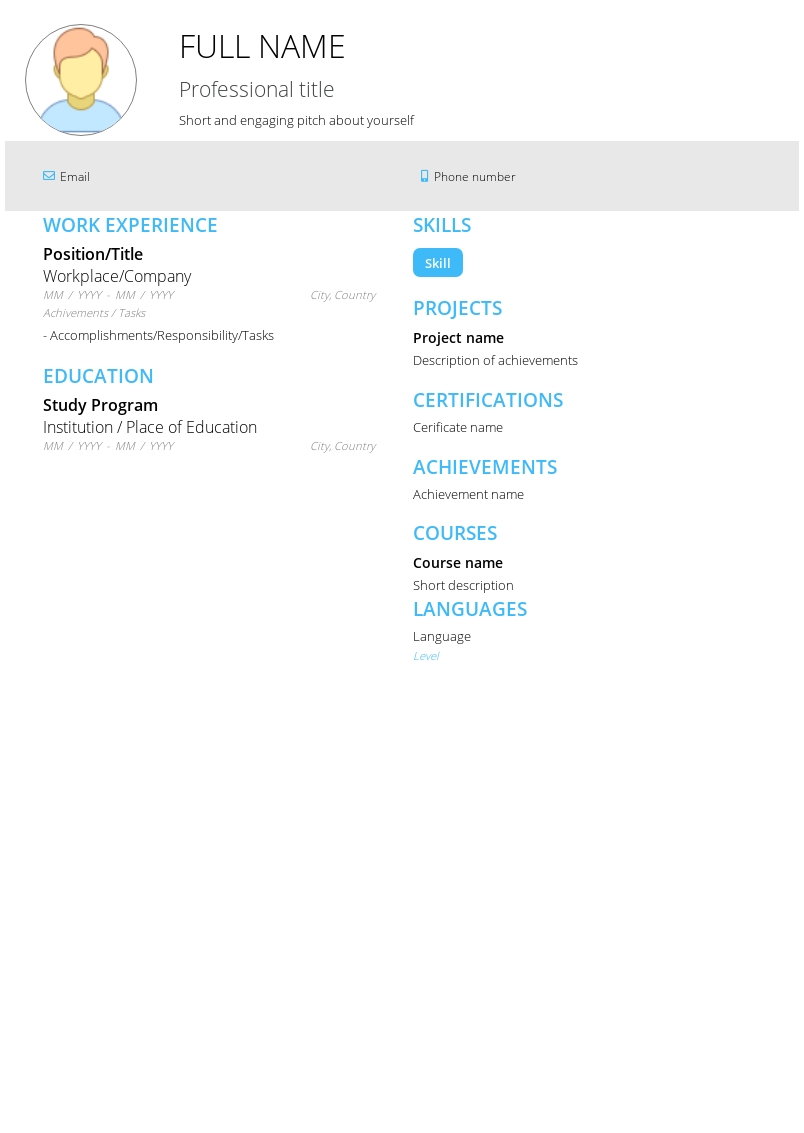 FULL NAME
Professional title
Short and engaging pitch about yourself
Email
Phone number
WORK EXPERIENCE
Position/Title
Workplace/Company
MM / YYYY - MM / YYYY City, Country
Achivements / Tasks
- Accomplishments/Responsibility/Tasks
EDUCATION
Study Program
Institution / Place of Education
MM / YYYY - MM / YYYY City, Country
SKILLS
Skill
PROJECTS
Project name
Description of achievements
CERTIFICATIONS
Cerificate name
ACHIEVEMENTS
Achievement name
COURSES
Course name
Short description
LANGUAGES
Language
Level